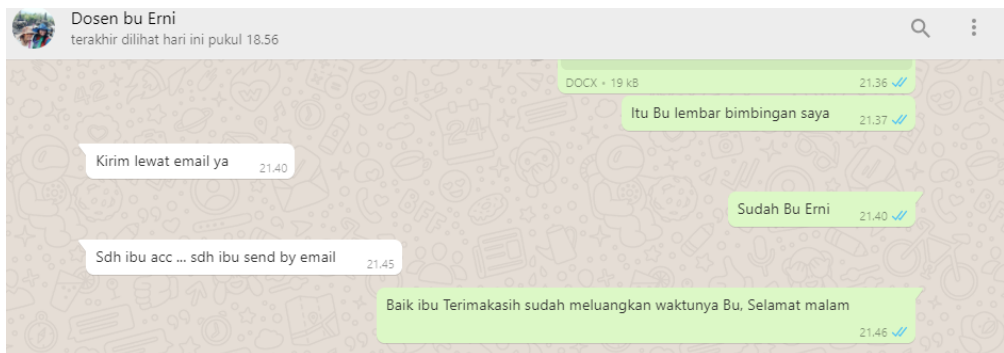 Dosen bu Erni
terakhir dilihat hari ini pukul 18.56
DOCX • 19 kB 21.36
Itu Bu lembar bimbingan saya 21.37
Kirim lewat email ya 21.40
Sudah Bu Erni 21.40
Sdh ibu acc ... sdh ibu send by email 21.45
Baik ibu Terimakasih sudah meluangkan waktunya Bu, Selamat malam
21.46